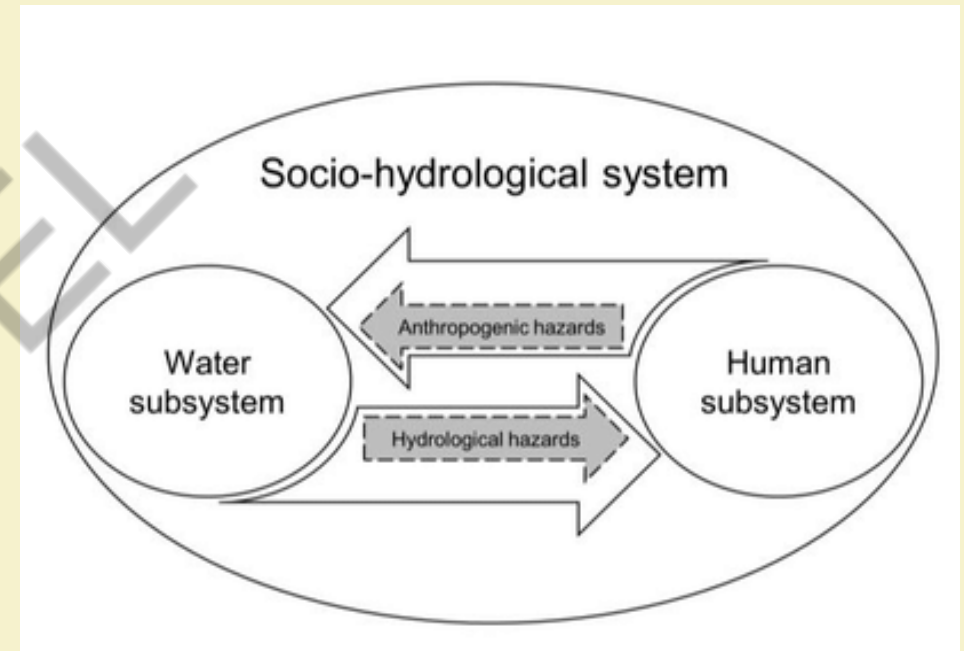 Socio-hydrological system
Anthropogenic hazards
Water
subsystem
Human
subsystem
Hydrological hazards